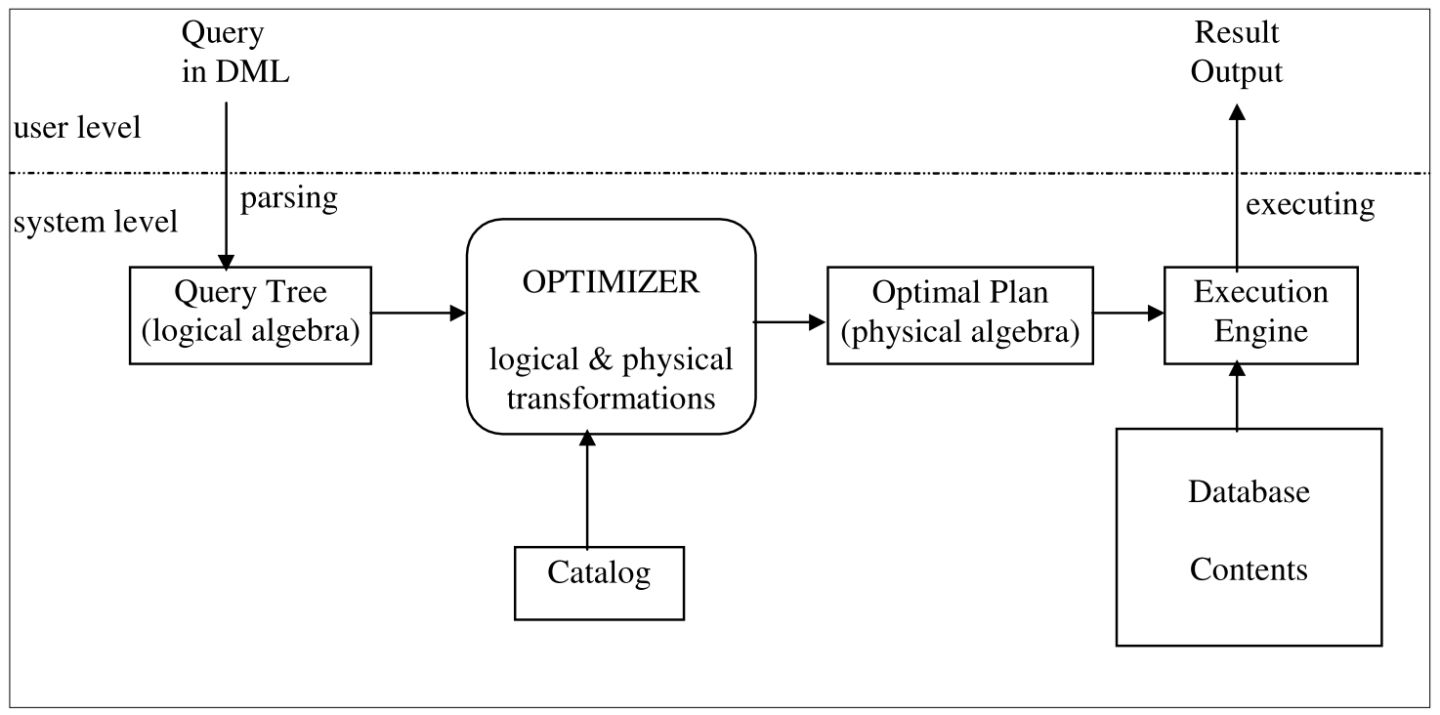 Query
in DML
Result
Output
user level
parsing
system level
executing
Query Tree
(logical algebra)
OPTIMIZER
logical & physical
transformations
Optimal Plan
(physical algebra)
Execution
Engine
Catalog
Database
Contents